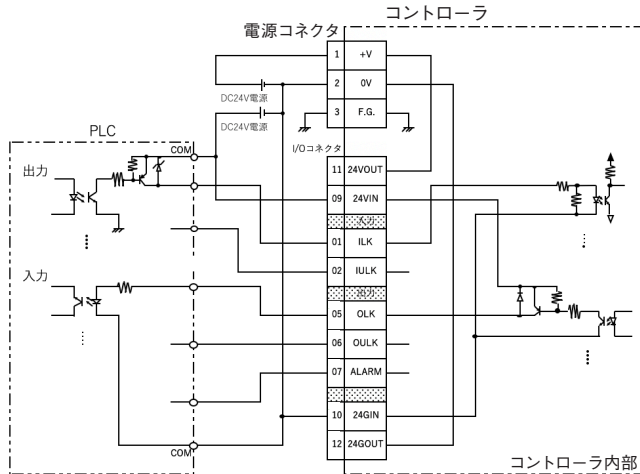 コントローラ
電源コネクタ
1 +V
2 0V
DC24V電源
3 F.G.
DC24V電源
PLC
I/Oコネクタ
COM
出力
11 24VOUT
09 24VIN
入力
01 ILK
02 IULK
入力
出力
05 OLK
06 OULK
07 ALARM
10 24GIN
12 24GOUT
COM
コントローラ内部